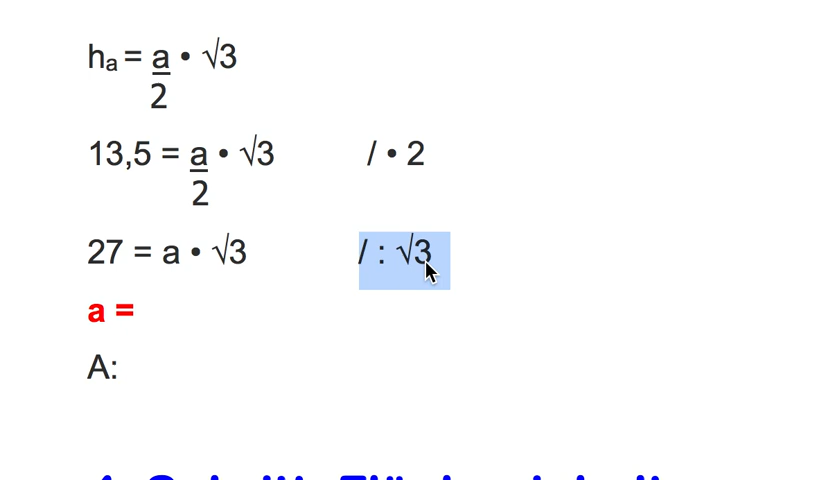 hₐ = a/2 • √3
13,5 = a/2 • √3 / • 2
27 = a • √3 / : √3
a =
A: